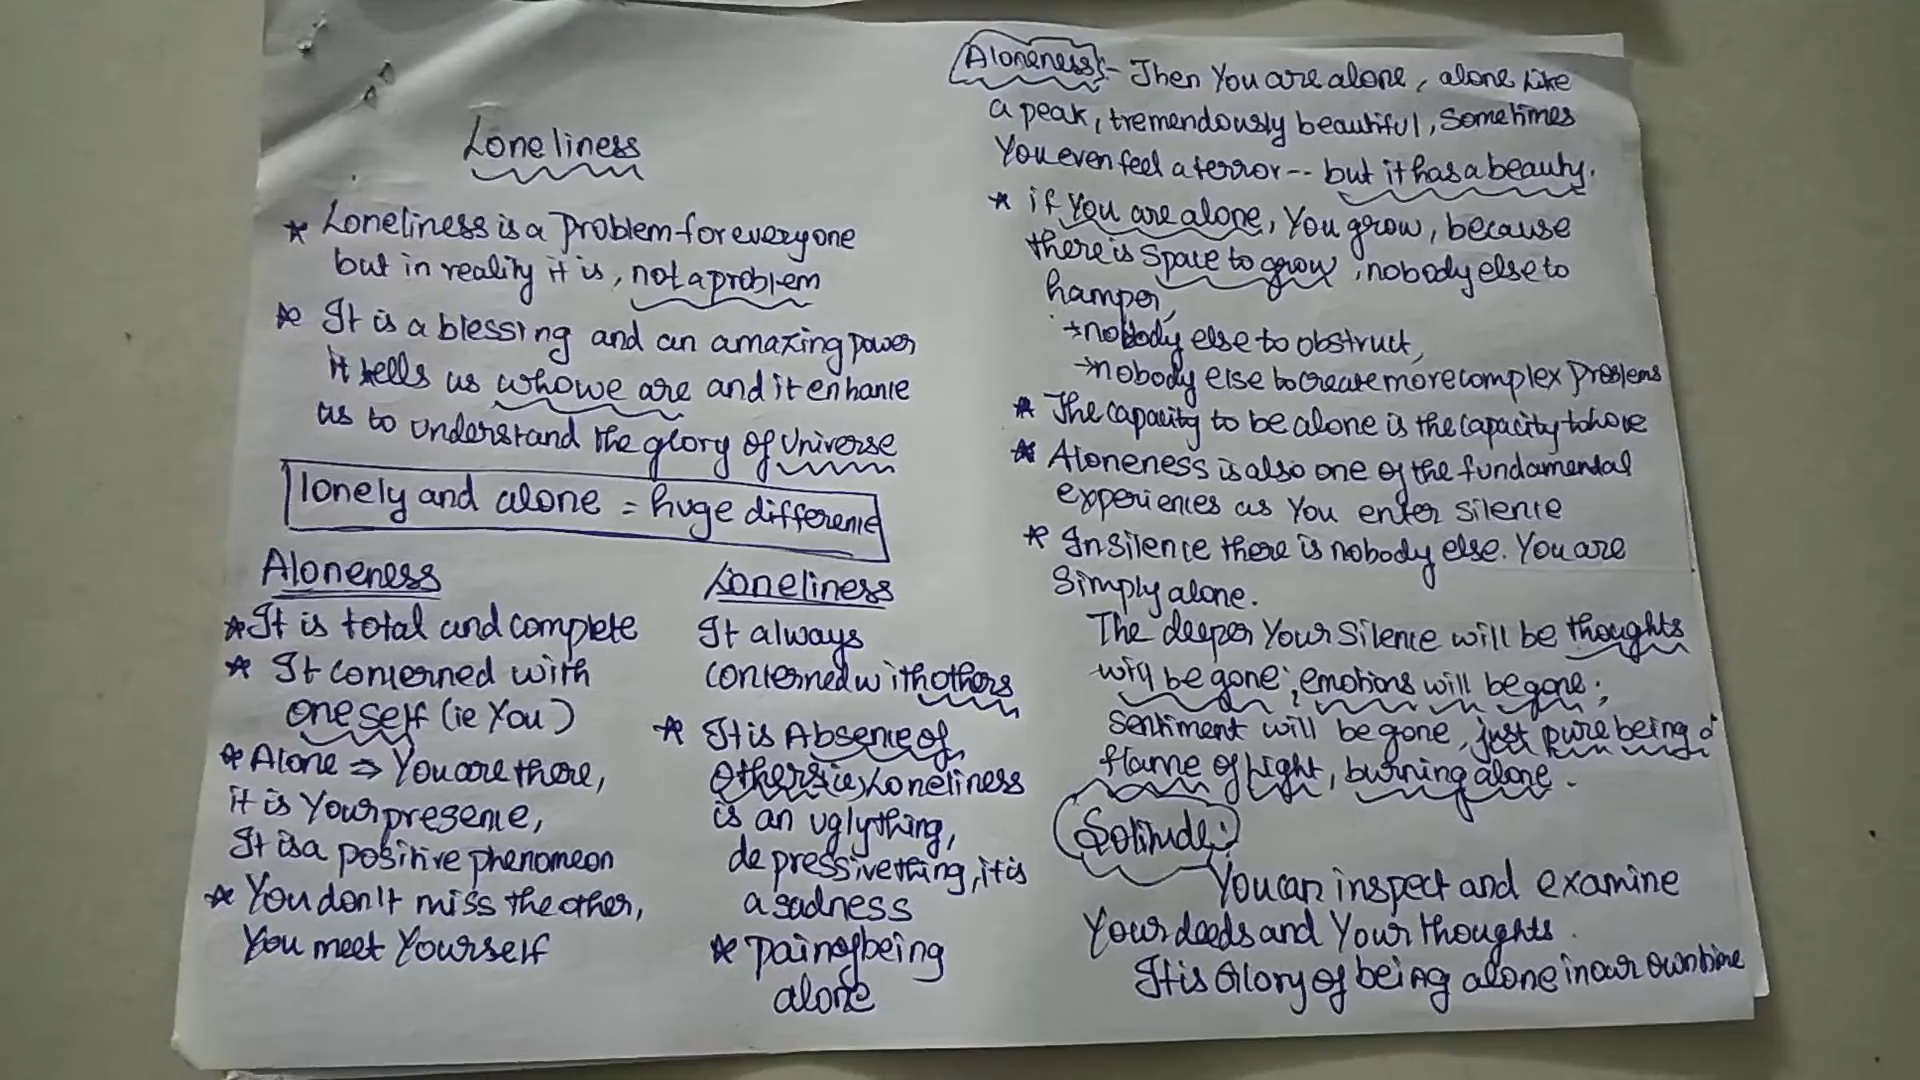 Loneliness
* Loneliness is a problem for everyone
but in reality it is, not a problem
* It is a blessing and an amazing power
it tells us who we are and it enhance
us to understand the glory of Universe
lonely and alone = huge difference
Aloneness
* It is total and complete
* It concerned with
oneself (ie You)
* Alone ⇒ You are there,
it is Your presence,
It is a positive phenomeon
* You don't miss the other,
You meet Yourself
Loneliness
It always
concerned with others
* It is Absence of
Others (ie) Loneliness
is an ugly thing,
depressive thing, it is
a sadness
* pain of being
alone
Aloneness:- Then You are alone, alone like
a peak, tremendously beautiful, Sometimes
You even feel a terror -- but it has a beauty.
* if You are alone, You grow, because
there is Space to grow, nobody else to
hamper,
→ nobody else to obstruct,
→ nobody else to create more complex problems
* The capacity to be alone is the capacity to love
* Aloneness is also one of the fundamental
experiences as You enter silence
* In silence there is nobody else. You are
Simply alone.
The deeper Your Silence will be thoughts
will be gone; emotions will be gone;
sentiment will be gone, just pure being a
flame of light, burning alone.
Solitude:
You can inspect and examine
Your deeds and Your thoughts.
It is Glory of being alone in our own time